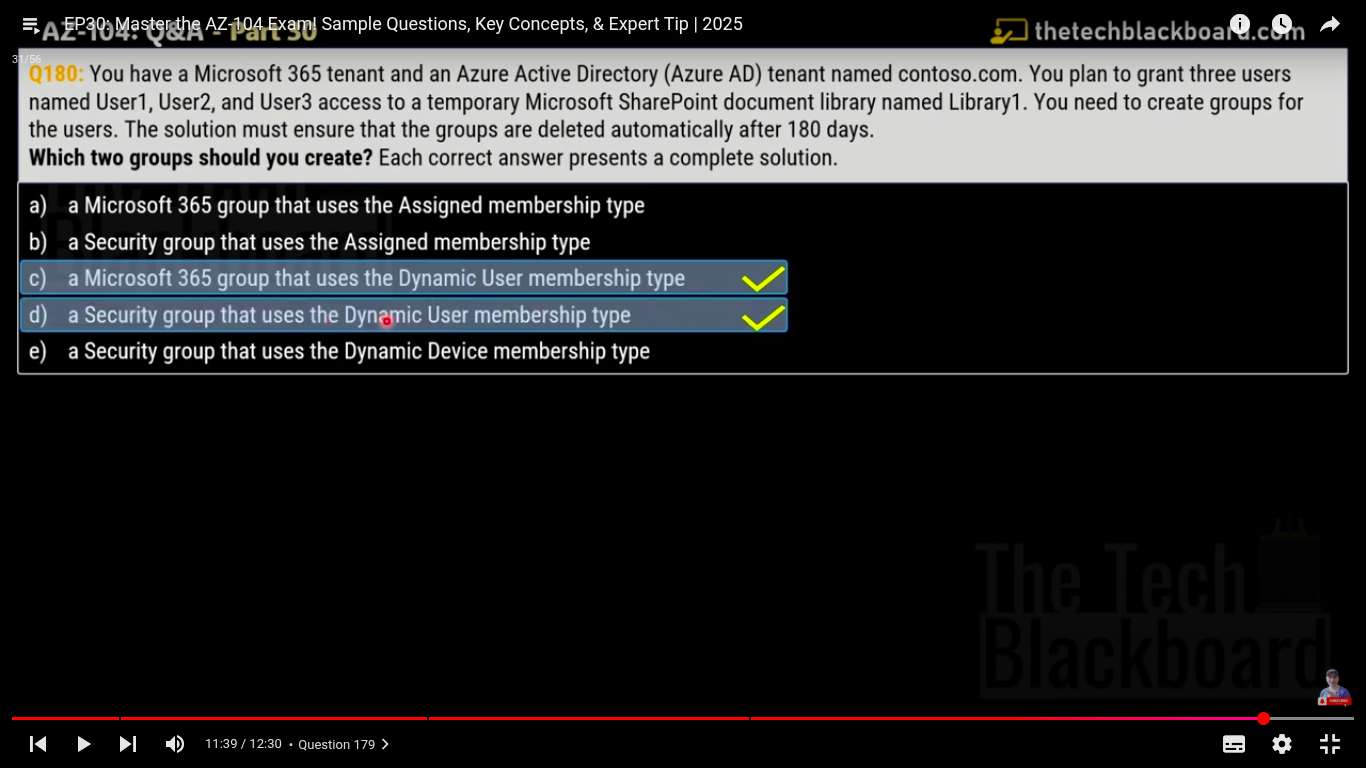 EP30: Master the AZ-104 Exam! Sample Questions, Key Concepts, & Expert Tip | 2025
AZ-104: Q&A - Part 30
thetechblackboard.com
31/56
Q180: You have a Microsoft 365 tenant and an Azure Active Directory (Azure AD) tenant named contoso.com. You plan to grant three users
named User1, User2, and User3 access to a temporary Microsoft SharePoint document library named Library1. You need to create groups for
the users. The solution must ensure that the groups are deleted automatically after 180 days.
Which two groups should you create? Each correct answer presents a complete solution.
a) a Microsoft 365 group that uses the Assigned membership type
b) a Security group that uses the Assigned membership type
c) a Microsoft 365 group that uses the Dynamic User membership type
d) a Security group that uses the Dynamic User membership type
e) a Security group that uses the Dynamic Device membership type
The Tech
Blackboard
11:39 / 12:30 • Question 179